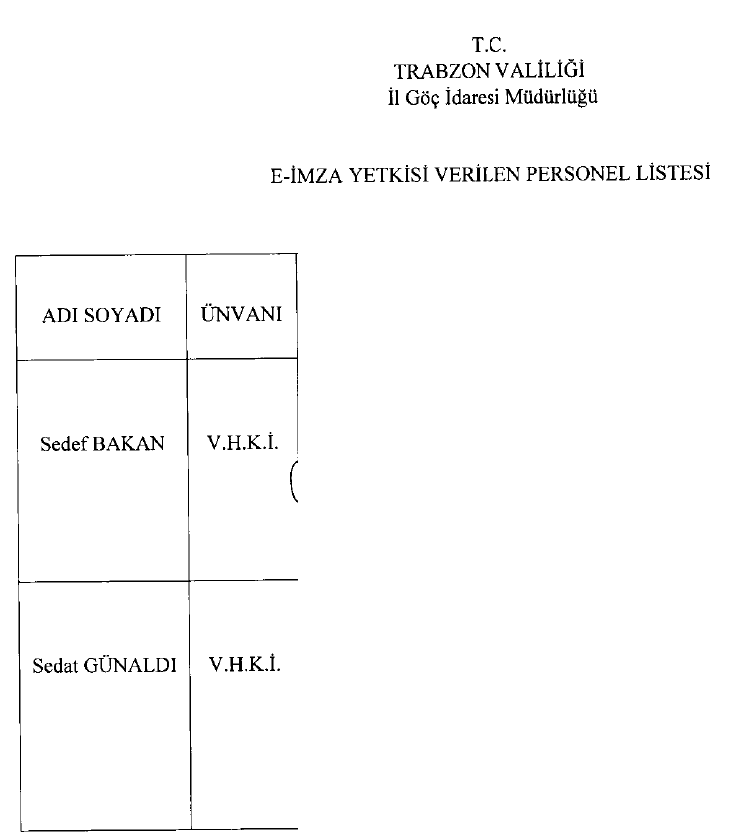 T.C.
TRABZON VALİLİĞİ
İl Göç İdaresi Müdürlüğü
E-İMZA YETKİSİ VERİLEN PERSONEL LİSTESİ
ADI SOYADI ÜNVANI
Sedef BAKAN V.H.K.İ.
Sedat GÜNALDI V.H.K.İ.